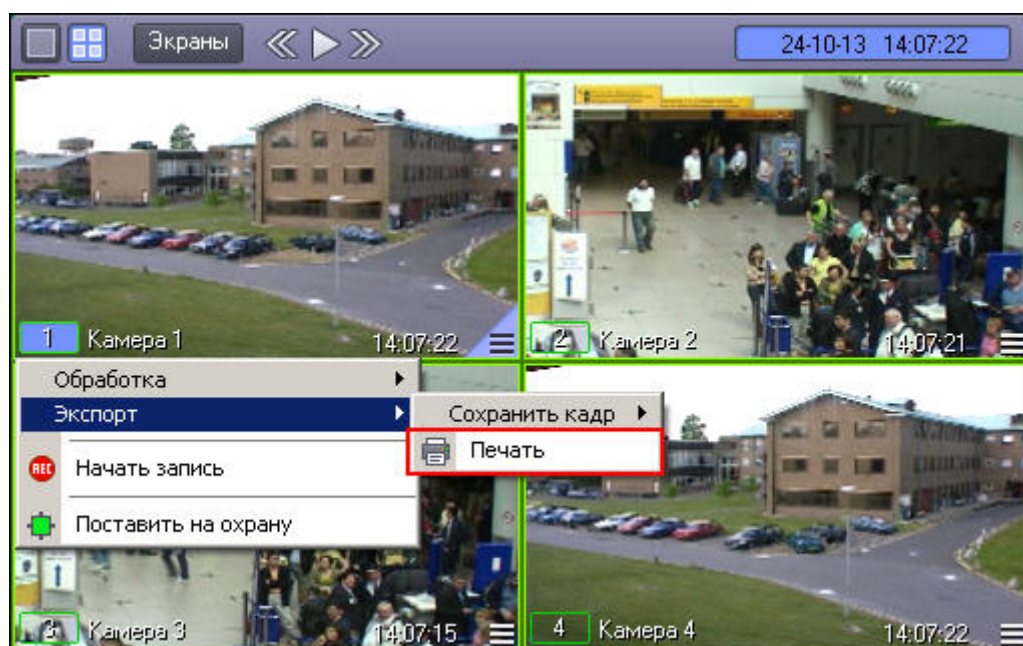 Экраны
24-10-13 14:07:22
1 Камера 1 14:07:22
2 Камера 2 14:07:21
Обработка
Экспорт
Сохранить кадр
Печать
REC Начать запись
Поставить на охрану
3 Камера 3 14:07:15
4 Камера 4 14:07:22